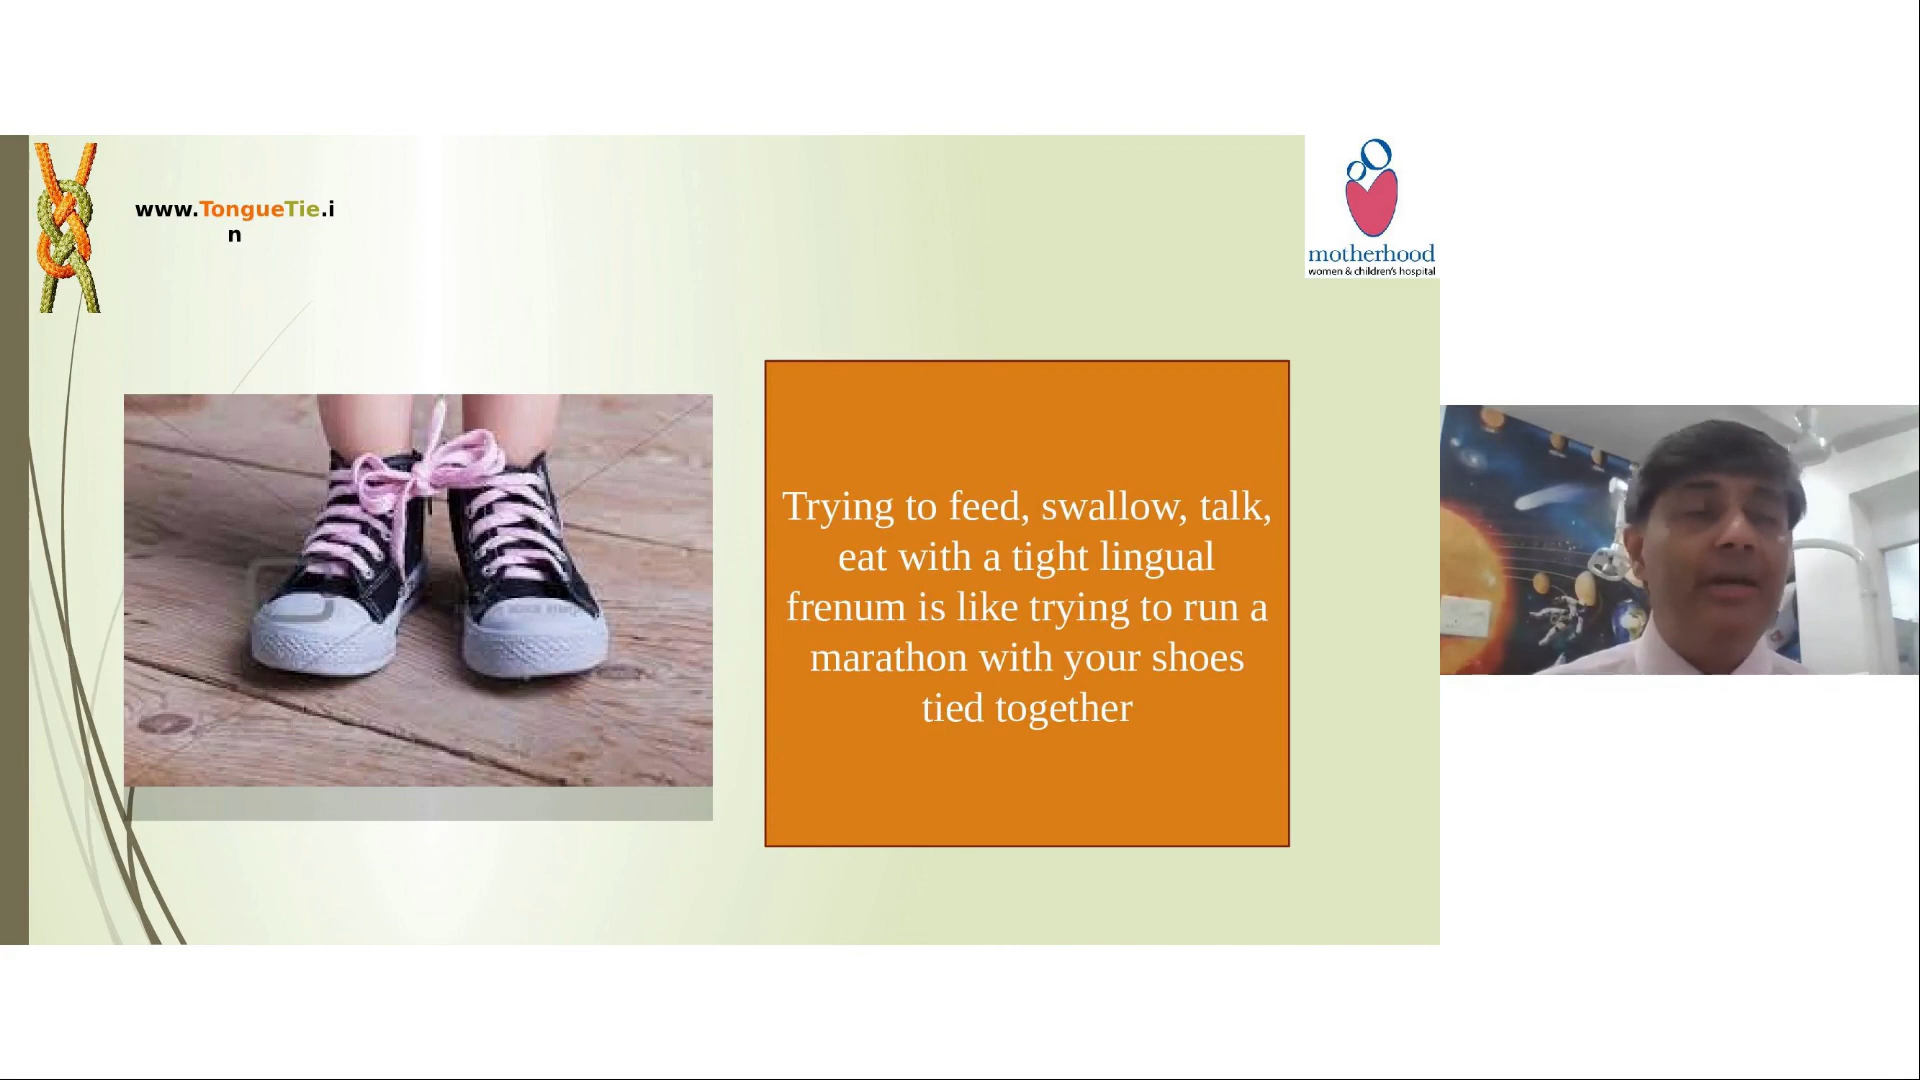 www.TongueTie.i
n
motherhood
women & children's hospital
Trying to feed, swallow, talk,
eat with a tight lingual
frenum is like trying to run a
marathon with your shoes
tied together